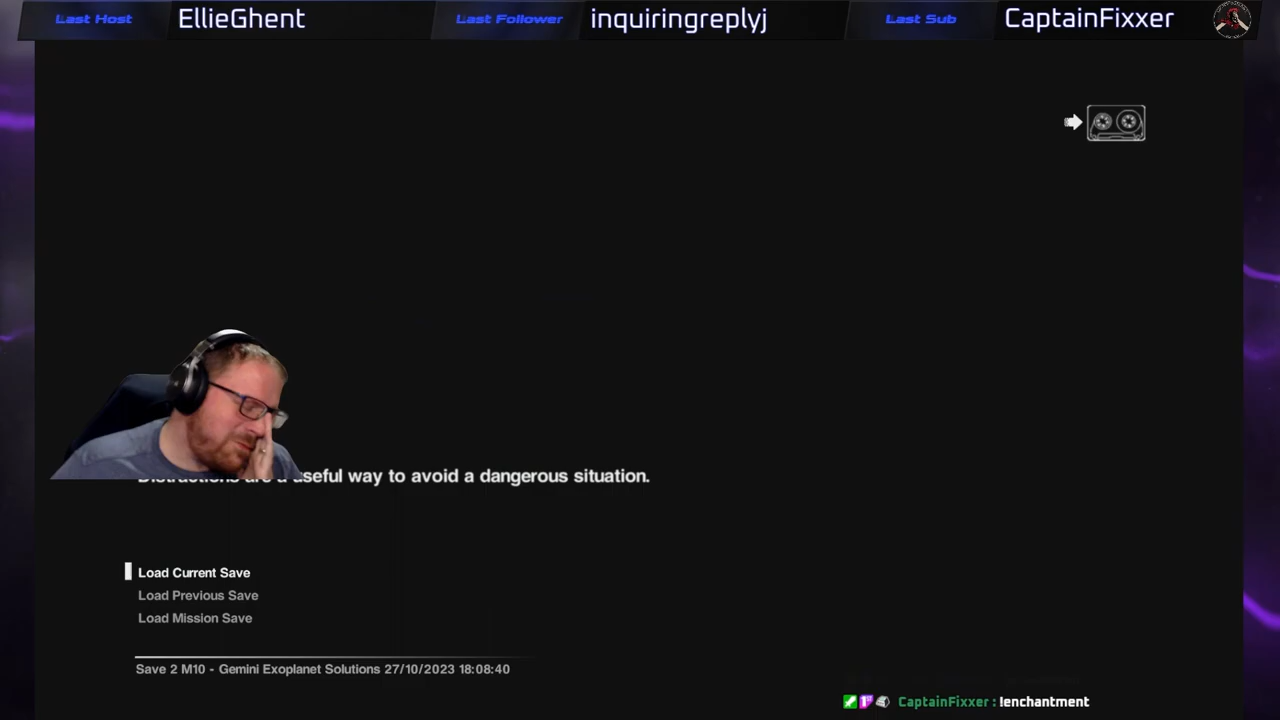 Last Host EllieGhent Last Follower inquiringreplyj Last Sub CaptainFixxer
Distractions are a useful way to avoid a dangerous situation.
Load Current Save
Load Previous Save
Load Mission Save
Save 2 M10 - Gemini Exoplanet Solutions 27/10/2023 18:08:40
CaptainFixxer : !enchantment